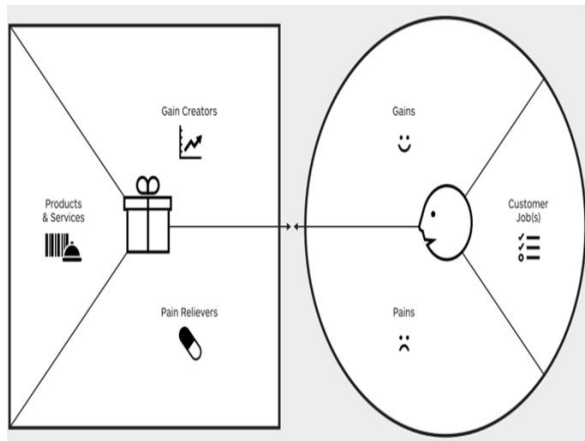 Gain Creators
Products
& Services
Pain Relievers
Gains
Customer
Job(s)
Pains